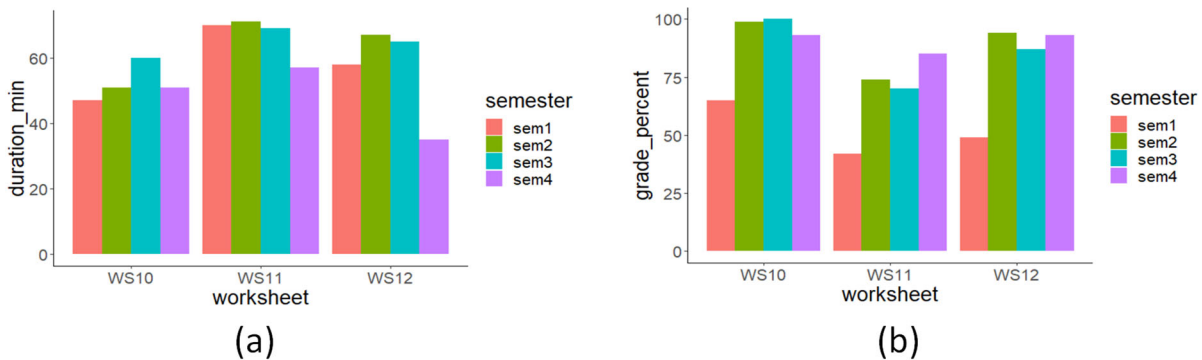 duration_min
60
40
20
0
WS10 WS11 WS12
worksheet
semester
sem1
sem2
sem3
sem4
(a)
grade_percent
100
75
50
25
0
WS10 WS11 WS12
worksheet
semester
sem1
sem2
sem3
sem4
(b)